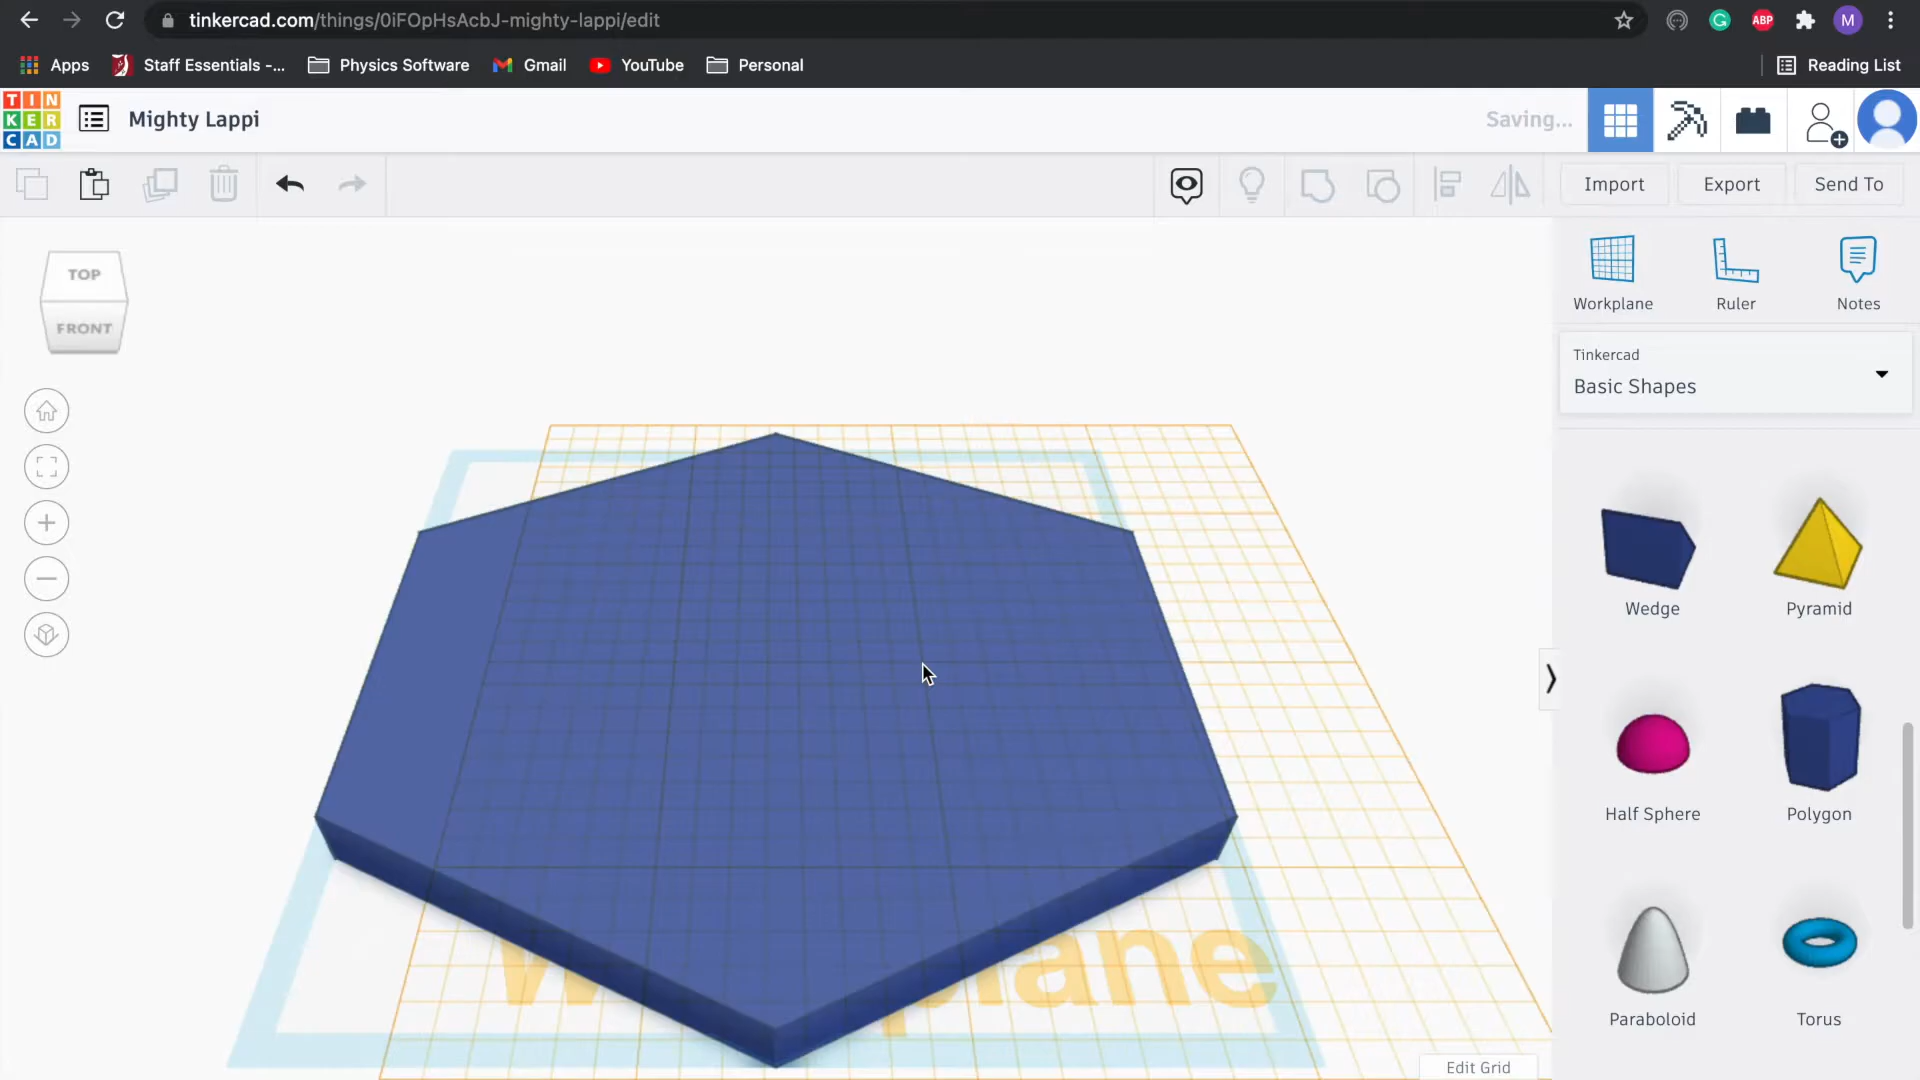 tinkercad.com/things/0iFOpHsAcbJ-mighty-lappi/edit
ABP
M
Apps
Staff Essentials -...
Physics Software
Gmail
YouTube
Personal
Reading List
TIN
KER
CAD
Mighty Lappi
Saving...
Import
Export
Send To
TOP
FRONT
Workplane
Ruler
Notes
Tinkercad
Basic Shapes
Wedge
Pyramid
Half Sphere
Polygon
Paraboloid
Torus
Edit Grid